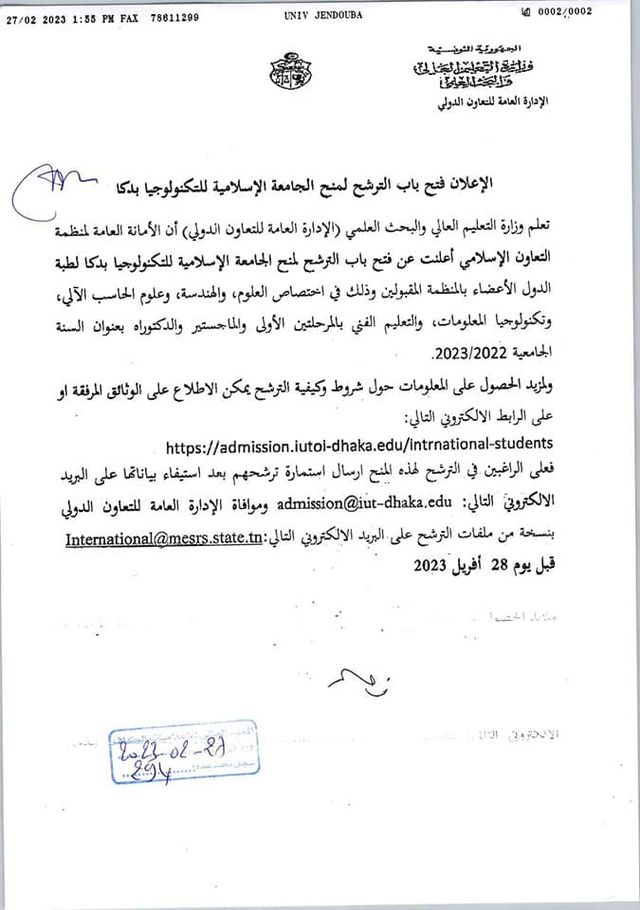 27/02 2023 1:55 PM FAX 78611299 UNIV JENDOUBA 0002/0002
الجمهورية التونسية
وزارة التعليم العالي
والبحث العلمي
الإدارة العامة للتعاون الدولي
الإعلان فتح باب الترشح لمنح الجامعة الإسلامية للتكنولوجيا بدكا
تعلم وزارة التعليم العالي والبحث العلمي (الإدارة العامة للتعاون الدولي) أن الأمانة العامة لمنظمة
التعاون الإسلامي أعلنت عن فتح باب الترشح لمنح الجامعة الإسلامية للتكنولوجيا بدكا لطبة
الدول الأعضاء بالمنظمة المقبولين وذلك في اختصاص العلوم، والهندسة، وعلوم الحاسب الآلي،
وتكنولوجيا المعلومات، والتعليم الفني بالمرحلتين الأولى والماجستير والدكتوراه بعنوان السنة
الجامعية 2023/2022.
ولمزيد الحصول على المعلومات حول شروط وكيفية الترشح يمكن الاطلاع على الوثائق المرفقة او
على الرابط الالكتروني التالي:
https://admission.iutoi-dhaka.edu/intrnational-students
فعلى الراغبين في الترشح لهذه المنح ارسال استمارة ترشحهم بعد استيفاء بياناتها على البريد
الالكتروني التالي: admission@iut-dhaka.edu وموافاة الإدارة العامة للتعاون الدولي
بنسخة من ملفات الترشح على البريد الالكتروني التالي:International@mesrs.state.tn
قبل يوم 28 أفريل 2023
الالكتروني
2023-02-27
294